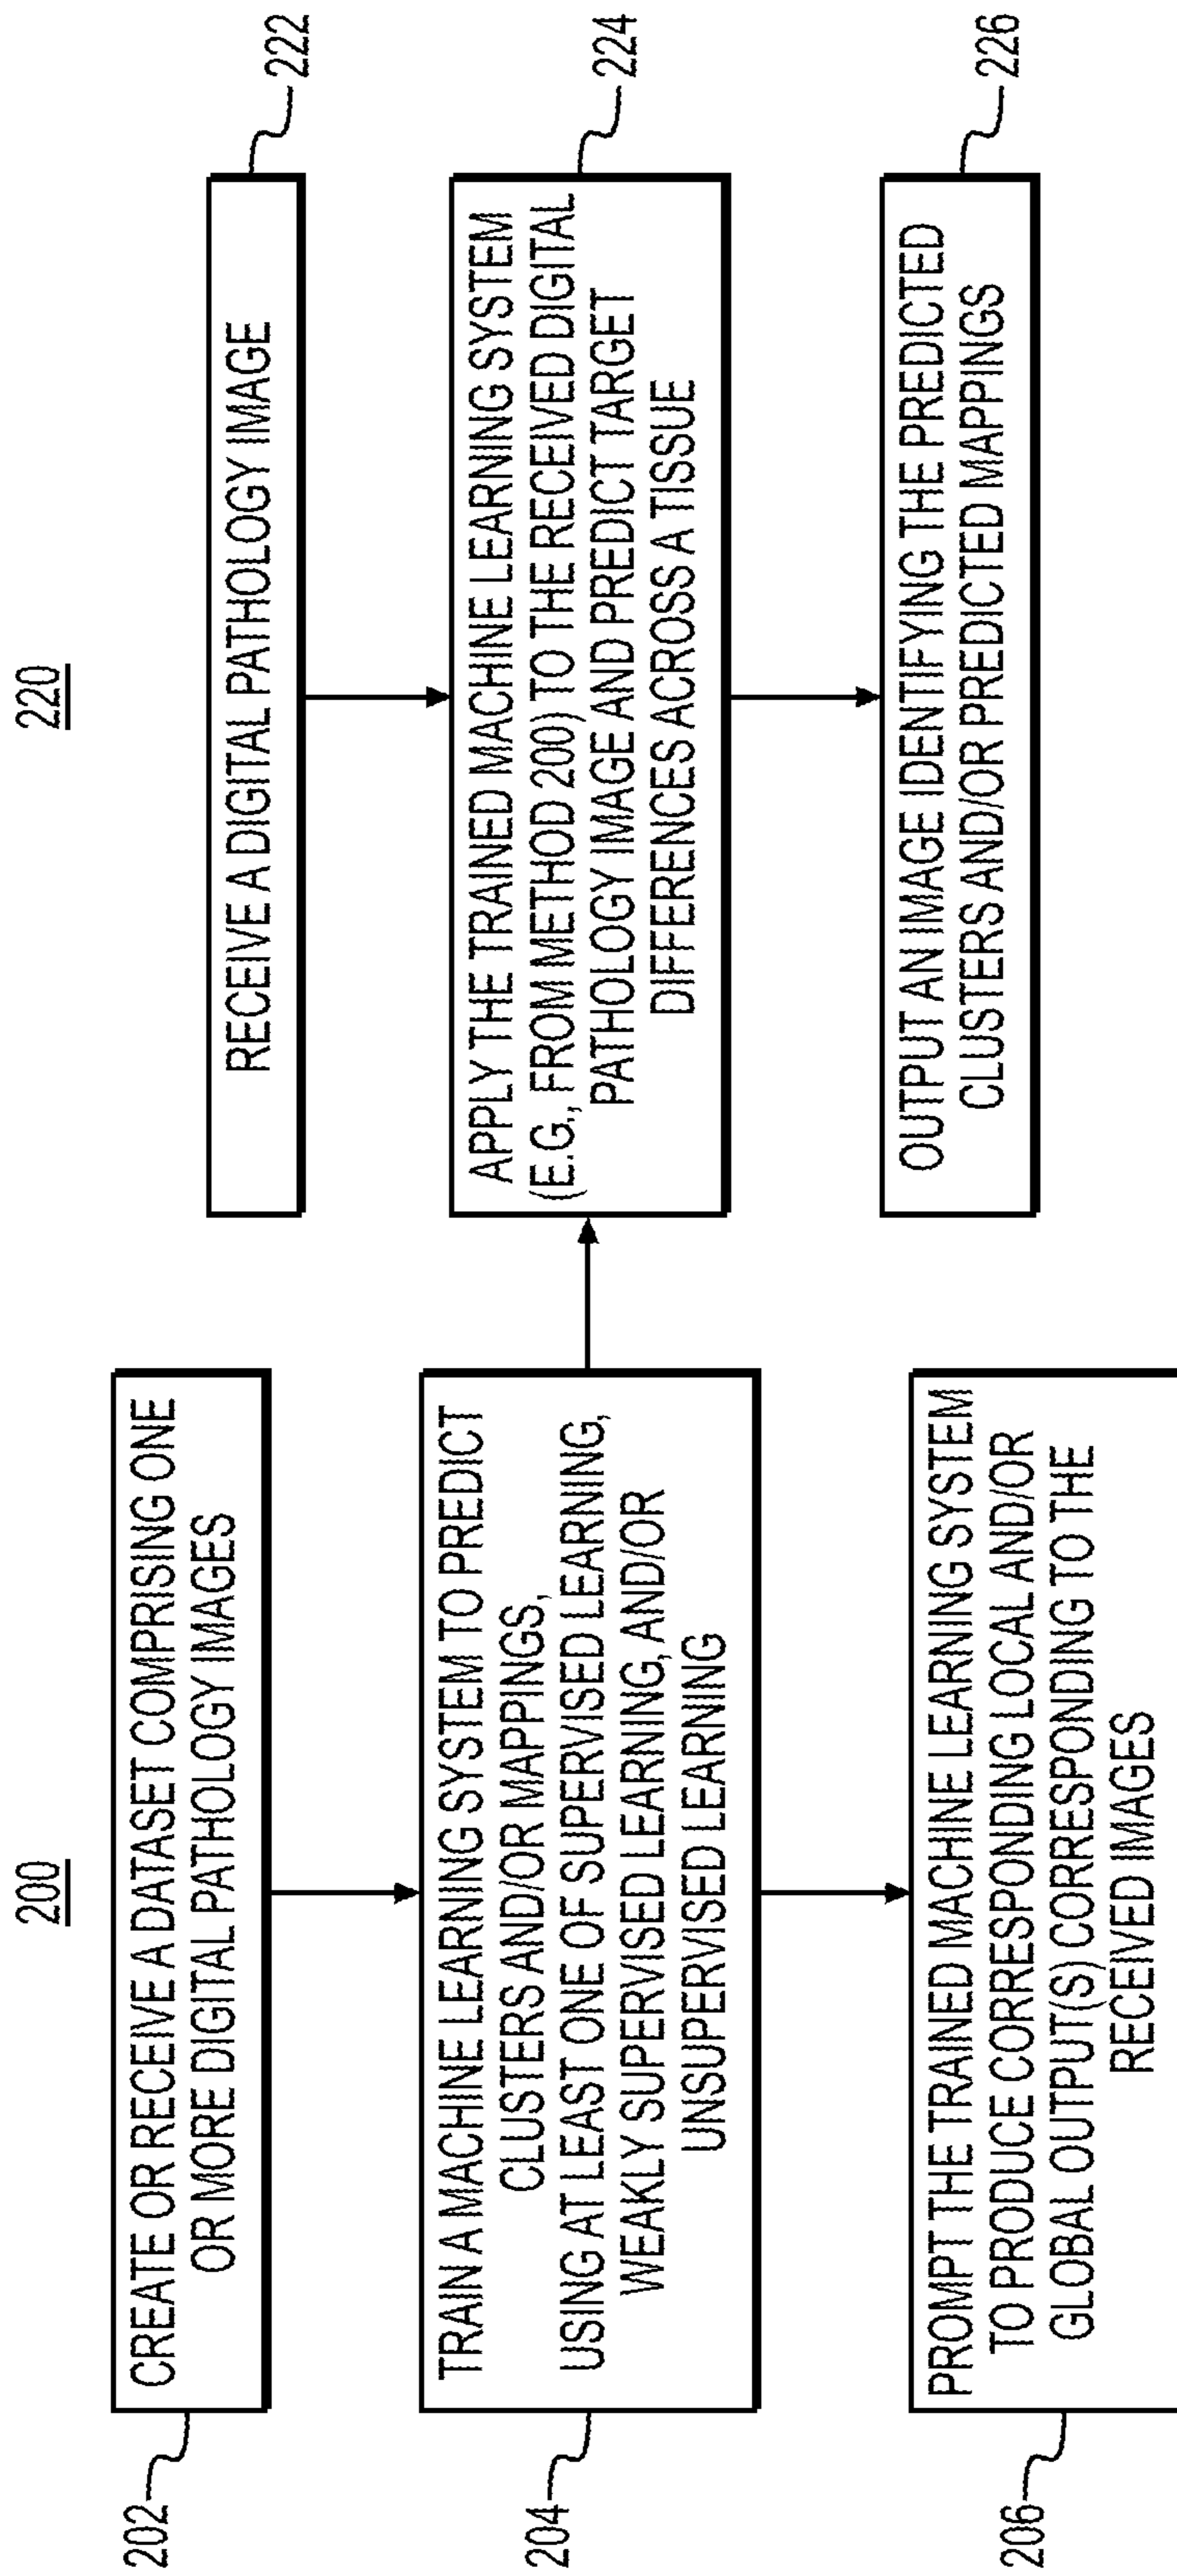 200
202
CREATE OR RECEIVE A DATASET COMPRISING ONE
OR MORE DIGITAL PATHOLOGY IMAGES
204
TRAIN A MACHINE LEARNING SYSTEM TO PREDICT
CLUSTERS AND/OR MAPPINGS,
USING AT LEAST ONE OF SUPERVISED LEARNING,
WEAKLY SUPERVISED LEARNING, AND/OR
UNSUPERVISED LEARNING
206
PROMPT THE TRAINED MACHINE LEARNING SYSTEM
TO PRODUCE CORRESPONDING LOCAL AND/OR
GLOBAL OUTPUT(S) CORRESPONDING TO THE
RECEIVED IMAGES
220
RECEIVE A DIGITAL PATHOLOGY IMAGE
222
APPLY THE TRAINED MACHINE LEARNING SYSTEM
(E.G., FROM METHOD 200) TO THE RECEIVED DIGITAL
PATHOLOGY IMAGE AND PREDICT TARGET
DIFFERENCES ACROSS A TISSUE
224
OUTPUT AN IMAGE IDENTIFYING THE PREDICTED
CLUSTERS AND/OR PREDICTED MAPPINGS
226